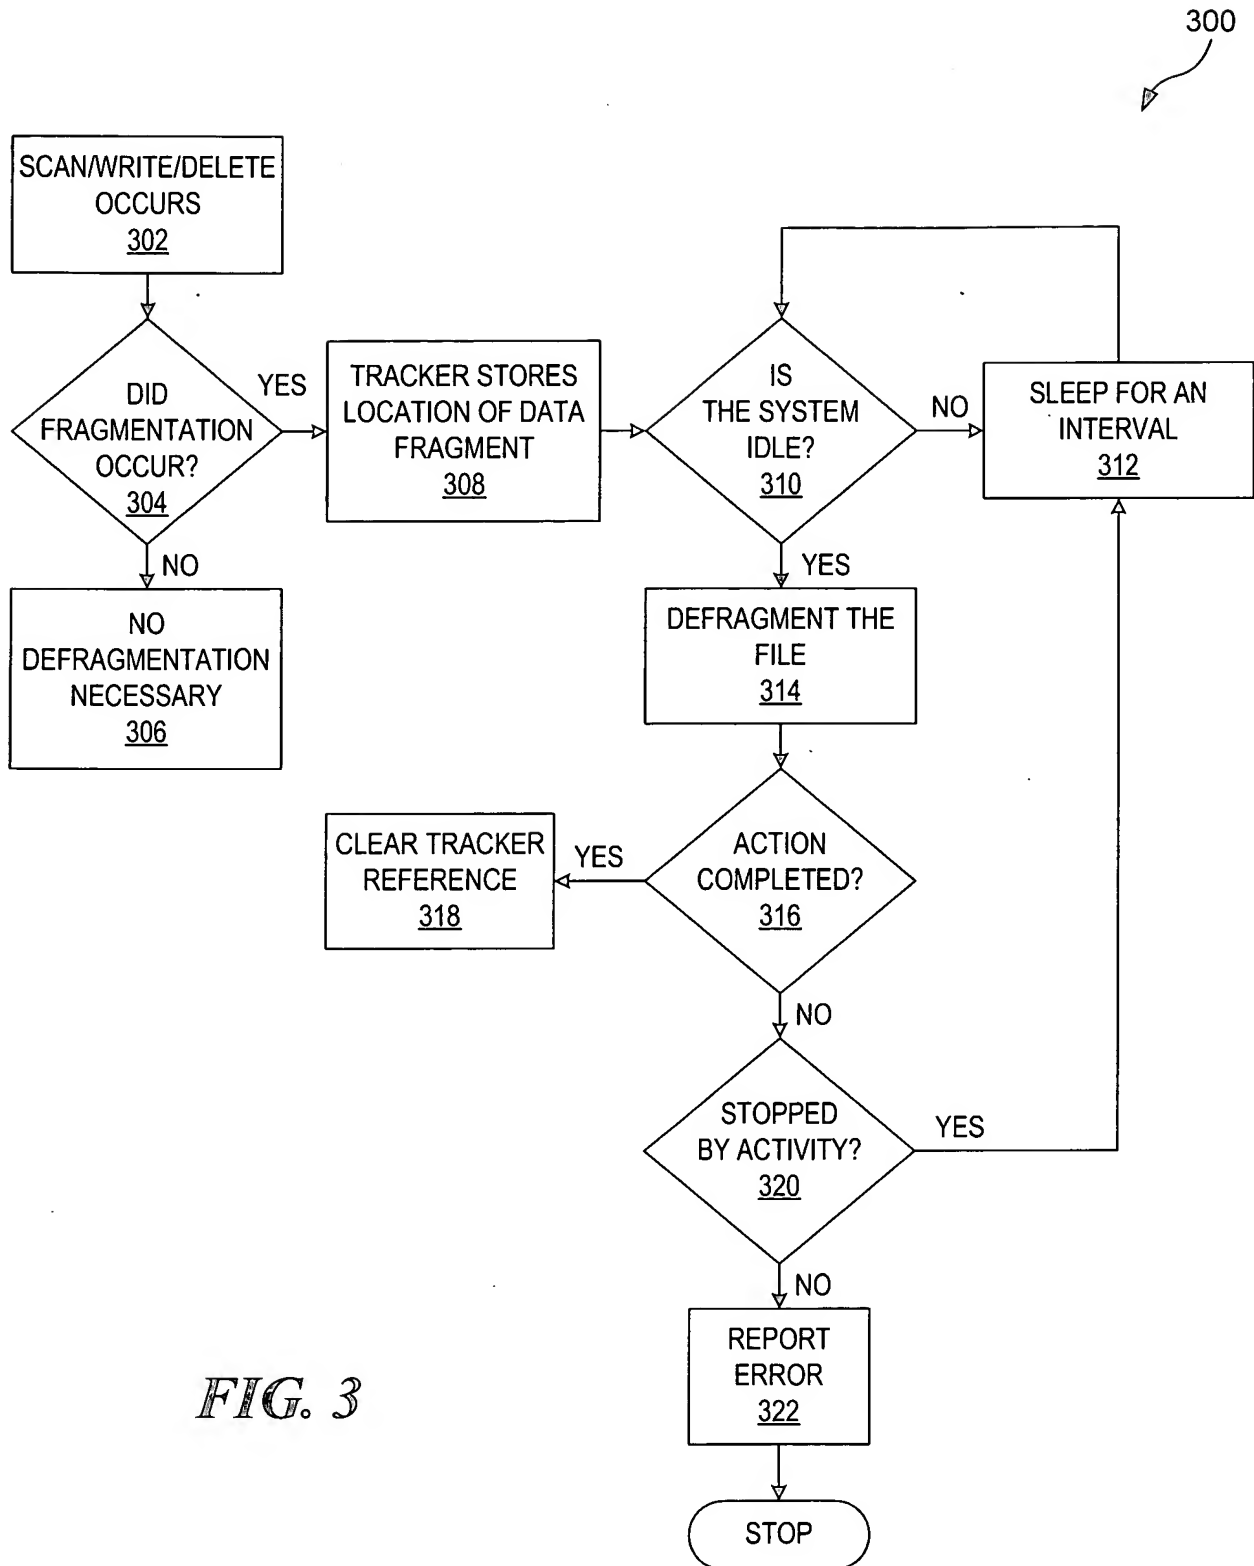 300
SCAN/WRITE/DELETE
OCCURS
302
DID
FRAGMENTATION
OCCUR?
304
YES
NO
NO
DEFRAGMENTATION
NECESSARY
306
TRACKER STORES
LOCATION OF DATA
FRAGMENT
308
IS
THE SYSTEM
IDLE?
310
NO
SLEEP FOR AN
INTERVAL
312
YES
DEFRAGMENT THE
FILE
314
ACTION
COMPLETED?
316
YES
CLEAR TRACKER
REFERENCE
318
NO
STOPPED
BY ACTIVITY?
320
YES
NO
REPORT
ERROR
322
STOP
FIG. 3